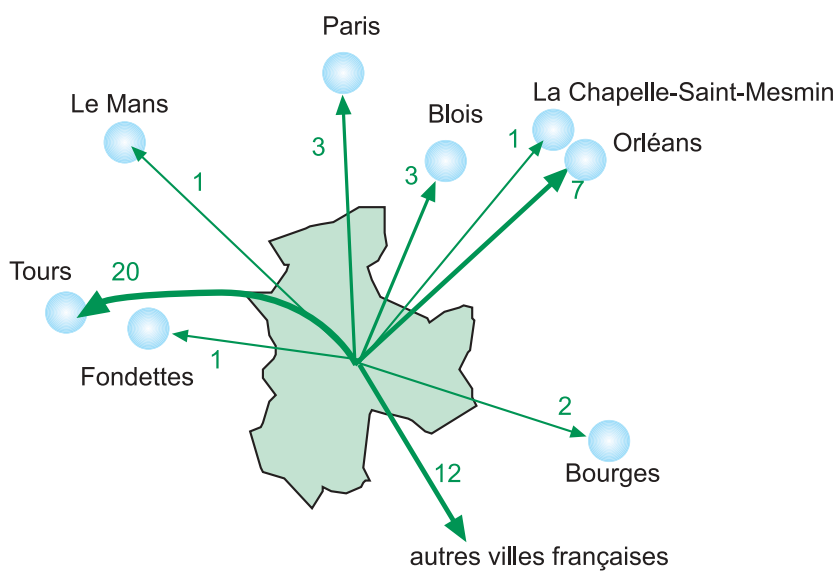 Paris
Le Mans
La Chapelle-Saint-Mesmin
Blois
1
Orléans
3
3
7
1
Tours
20
1
Fondettes
2
Bourges
12
autres villes françaises